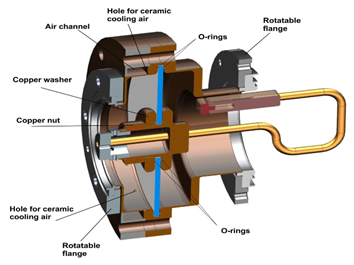 Hole for ceramic
cooling air
Air channel
O-rings
Rotatable
flange
Copper washer
Copper nut
Hole for ceramic
cooling air
Rotatable
flange
O-rings